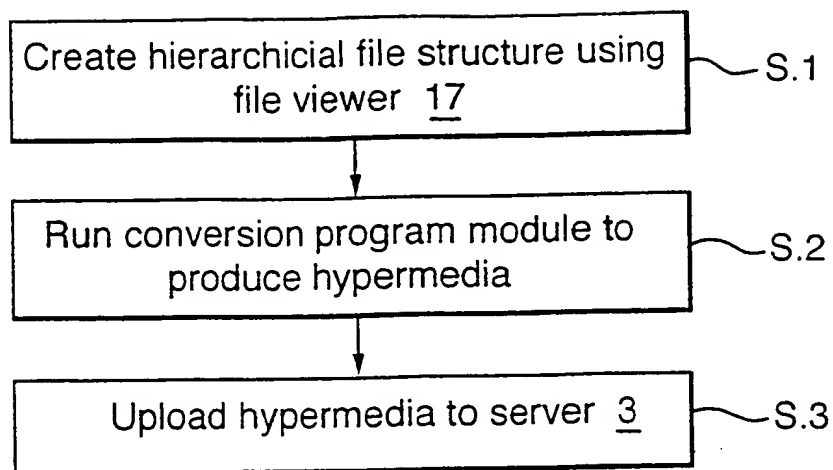 Create hierarchicial file structure using
file viewer 17
S.1
Run conversion program module to
produce hypermedia
S.2
Upload hypermedia to server 3
S.3